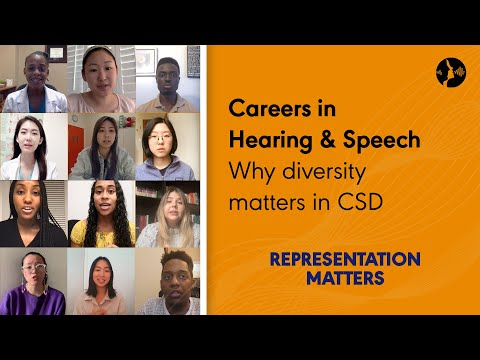 Careers in
Hearing & Speech
Why diversity
matters in CSD
REPRESENTATION
MATTERS